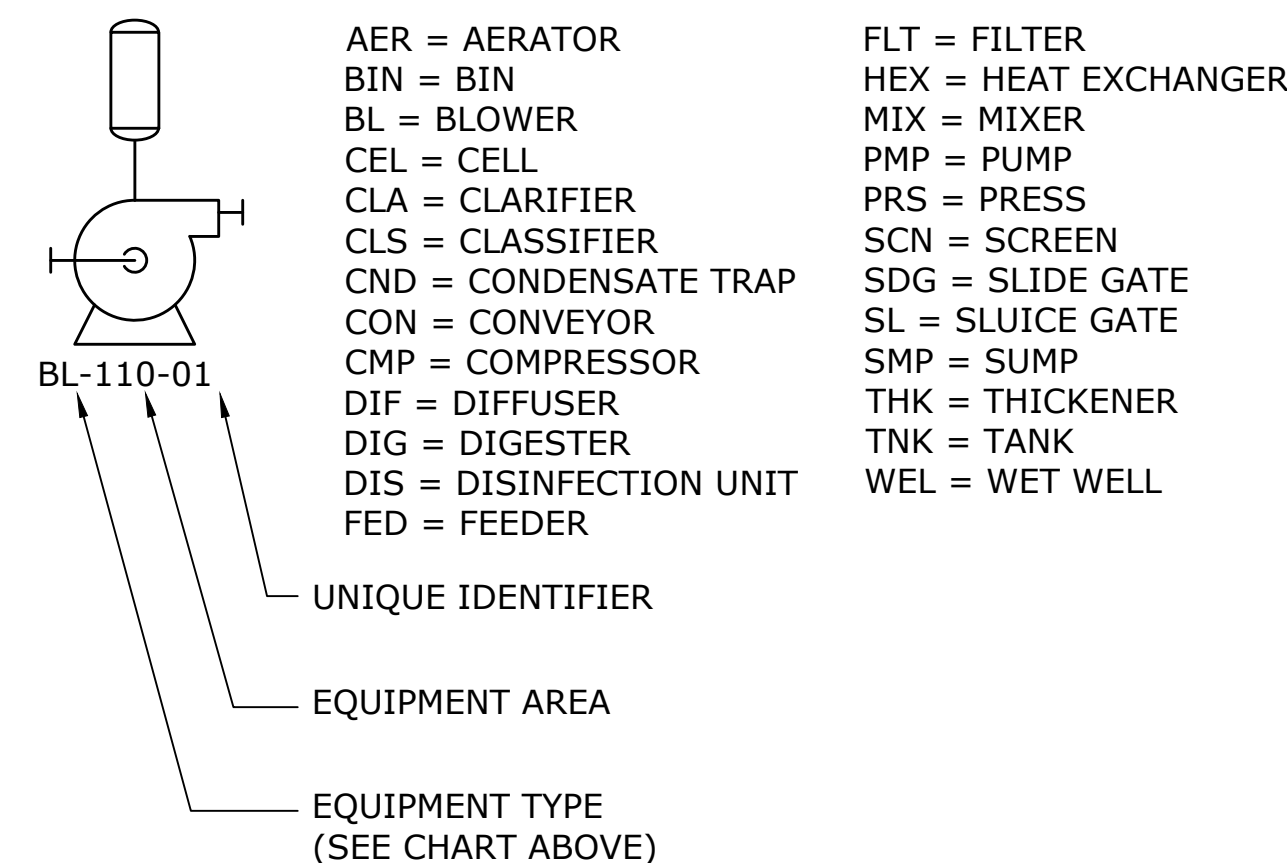 AER = AERATOR
BIN = BIN
BL = BLOWER
CEL = CELL
CLA = CLARIFIER
CLS = CLASSIFIER
CND = CONDENSATE TRAP
CON = CONVEYOR
CMP = COMPRESSOR
DIF = DIFFUSER
DIG = DIGESTER
DIS = DISINFECTION UNIT
FED = FEEDER
FLT = FILTER
HEX = HEAT EXCHANGER
MIX = MIXER
PMP = PUMP
PRS = PRESS
SCN = SCREEN
SDG = SLIDE GATE
SL = SLUICE GATE
SMP = SUMP
THK = THICKENER
TNK = TANK
WEL = WET WELL
BL-110-01
UNIQUE IDENTIFIER
EQUIPMENT AREA
EQUIPMENT TYPE
(SEE CHART ABOVE)